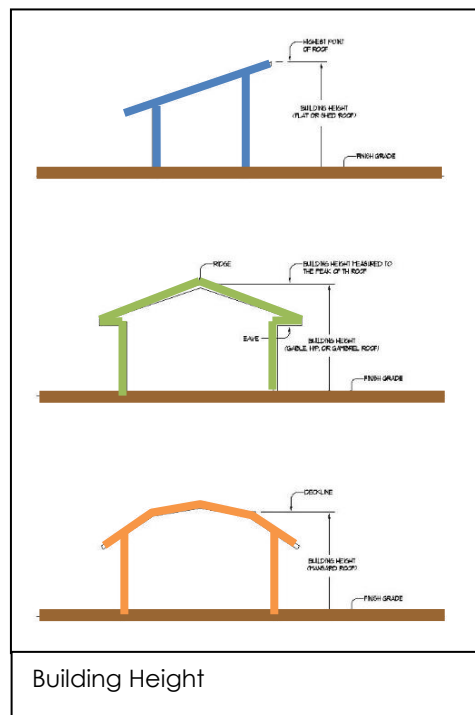 HIGHEST POINT
OF ROOF
BUILDING HEIGHT
(FLAT OR SHED ROOF)
FINISH GRADE
RIDGE
BUILDING HEIGHT MEASURED TO
THE PEAK OF TH ROOF
EAVE
BUILDING HEIGHT
(GABLE, HIP, OR GAMBREL ROOF)
FINISH GRADE
DECKLINE
BUILDING HEIGHT
(MANSARD ROOF)
FINISH GRADE
Building Height